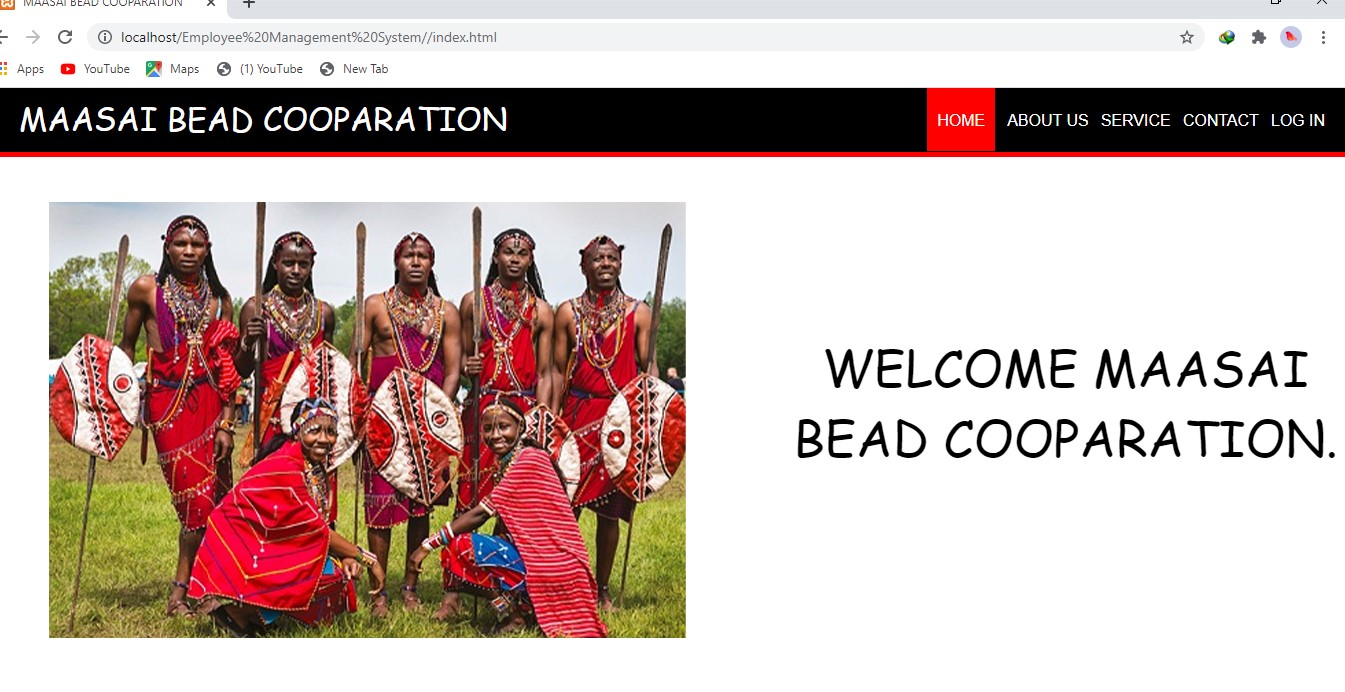 MAASAI BEAD COOPARATION
localhost/Employee%20Management%20System//index.html
Apps YouTube Maps (1) YouTube New Tab
MAASAI BEAD COOPARATION HOME ABOUT US SERVICE CONTACT LOG IN
WELCOME MAASAI
BEAD COOPARATION.